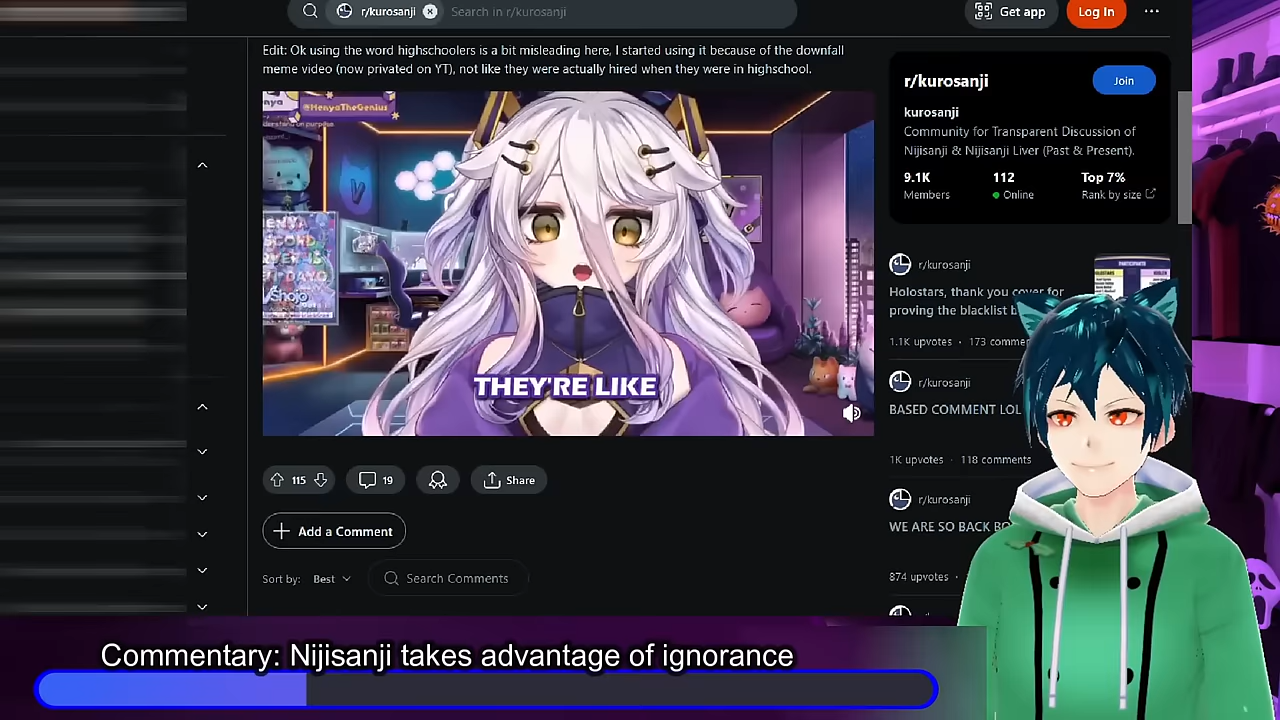 r/kurosanji
Search in r/kurosanji
Get app
Log In
Edit: Ok using the word highschoolers is a bit misleading here, I started using it because of the downfall
meme video (now privated on YT), not like they were actually hired when they were in highschool.
@HenyaTheGenius
THEY'RE LIKE
115
19
Share
Add a Comment
Sort by:
Best
Search Comments
r/kurosanji
Join
kurosanji
Community for Transparent Discussion of
Nijisanji & Nijisanji Liver (Past & Present).
9.1K
112
Top 7%
Members
Online
Rank by size
r/kurosanji
Holostars, thank you cover for
proving the blacklist b
1.1K upvotes · 173 comme
r/kurosanji
BASED COMMENT LOL
1K upvotes · 118 comments
r/kurosanji
WE ARE SO BACK BO
874 upvotes ·
Commentary: Nijisanji takes advantage of ignorance